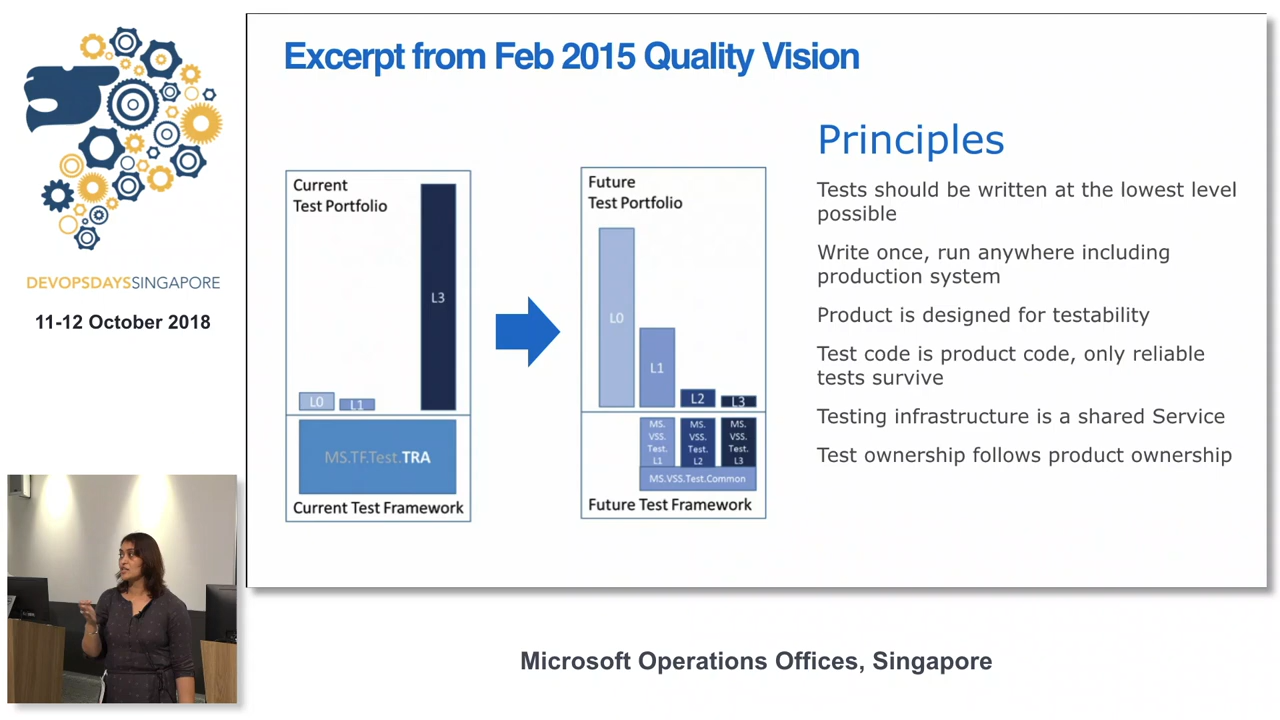 DEVOPSDAYSSINGAPORE
11-12 October 2018
Excerpt from Feb 2015 Quality Vision
Current
Test Portfolio
L0
L1
L3
MS.TF.Test.TRA
Current Test Framework
Future
Test Portfolio
L0
L1
L2
L3
MS.
VSS.
Test.
L1
MS.
VSS.
Test.
L2
MS.
VSS.
Test.
L3
MS.VSS.Test.Common
Future Test Framework
Principles
Tests should be written at the lowest level
possible
Write once, run anywhere including
production system
Product is designed for testability
Test code is product code, only reliable
tests survive
Testing infrastructure is a shared Service
Test ownership follows product ownership
Microsoft Operations Offices, Singapore